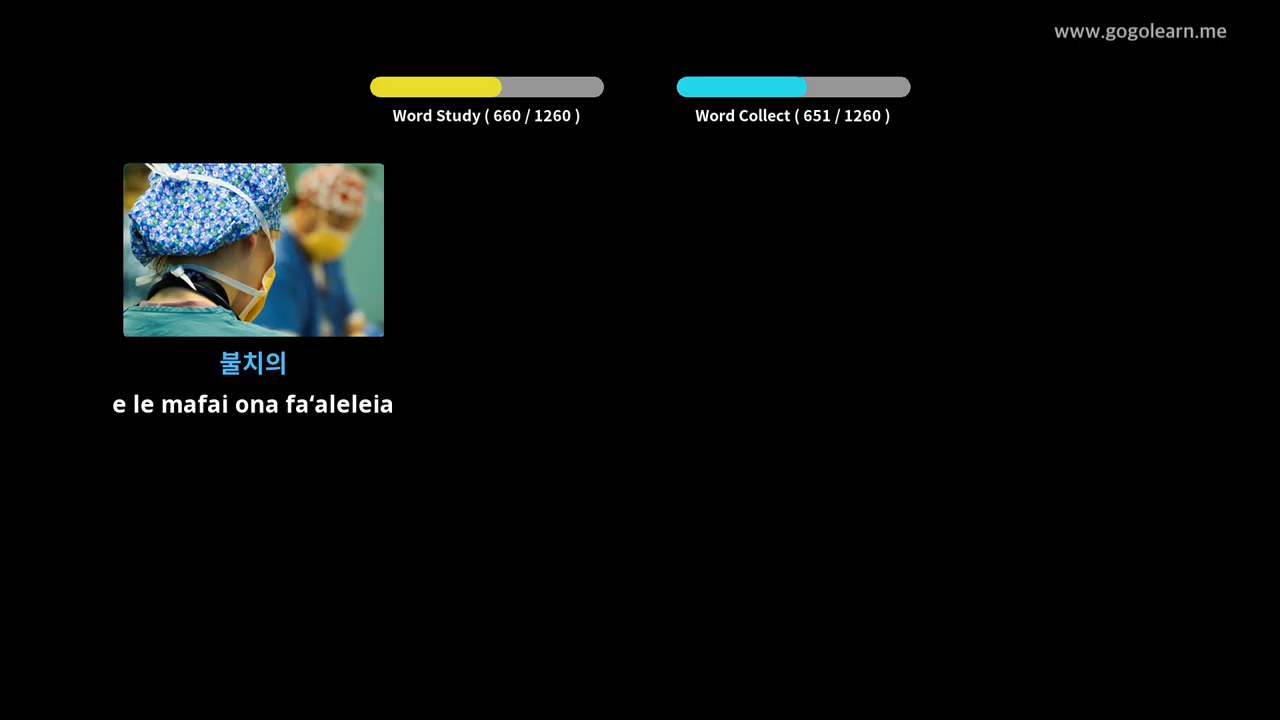 www.gogolearn.me
Word Study ( 660 / 1260 )
Word Collect ( 651 / 1260 )
불치의
e le mafai ona fa‘aleleia